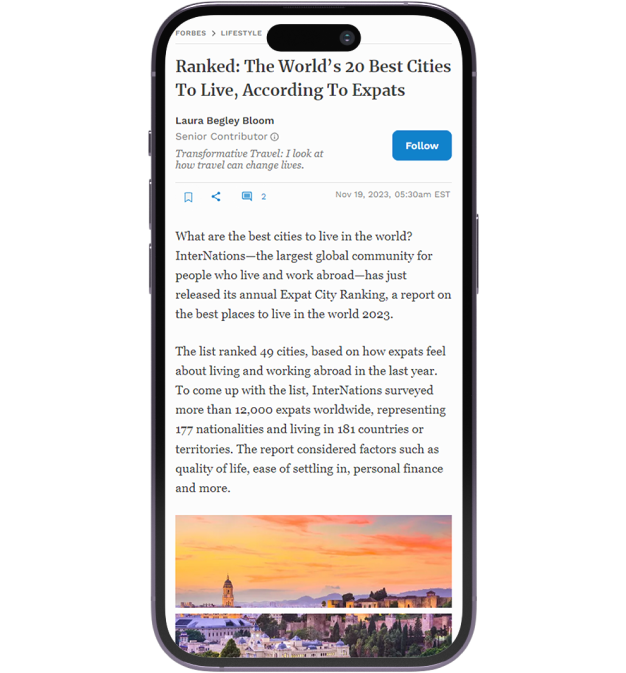 FORBES > LIFESTYLE
Ranked: The World’s 20 Best Cities
To Live, According To Expats
Laura Begley Bloom
Senior Contributor
Follow
Transformative Travel: I look at
how travel can change lives.
2
Nov 19, 2023, 05:30am EST
What are the best cities to live in the world?
InterNations—the largest global community for
people who live and work abroad—has just
released its annual Expat City Ranking, a report on
the best places to live in the world 2023.
The list ranked 49 cities, based on how expats feel
about living and working abroad in the last year.
To come up with the list, InterNations surveyed
more than 12,000 expats worldwide, representing
177 nationalities and living in 181 countries or
territories. The report considered factors such as
quality of life, ease of settling in, personal finance
and more.